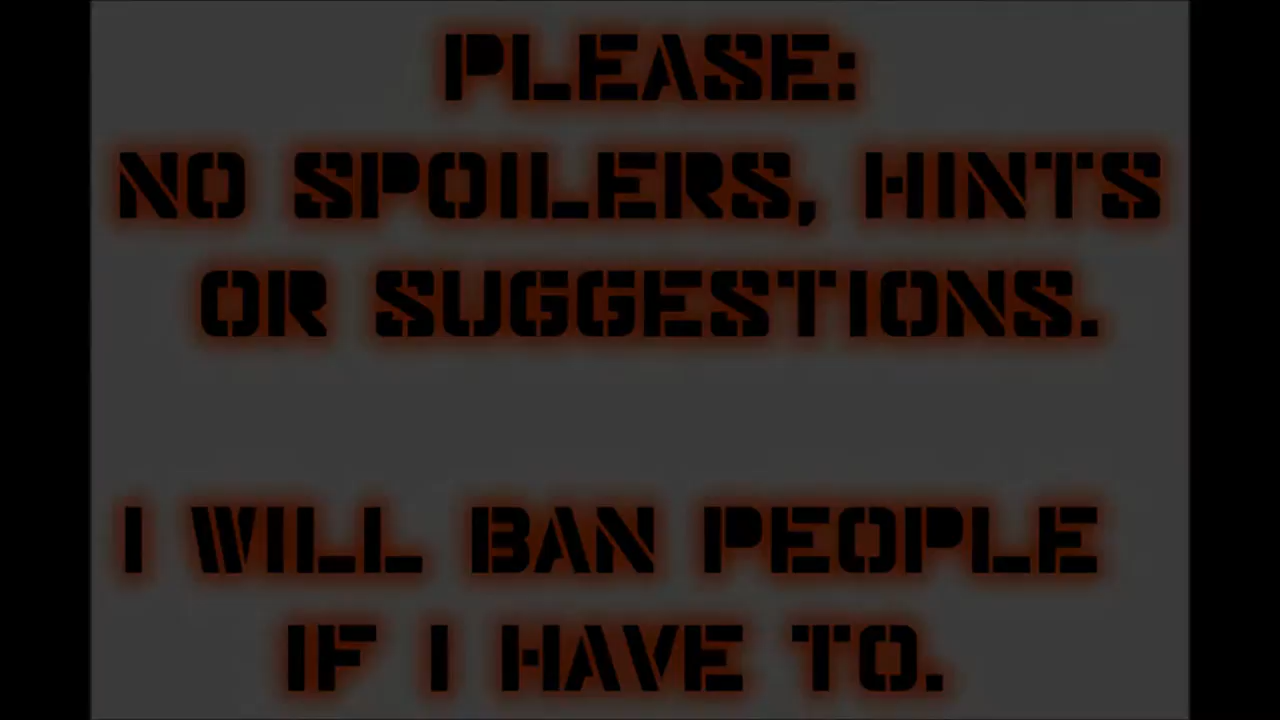 PLEASE:
NO SPOILERS, HINTS
OR SUGGESTIONS.
I WILL BAN PEOPLE
IF I HAVE TO.